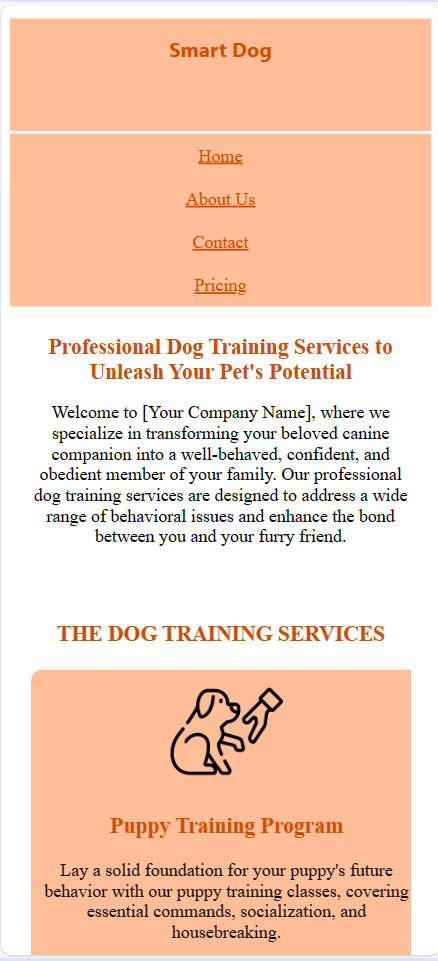 Smart Dog
Home
About Us
Contact
Pricing
Professional Dog Training Services to
Unleash Your Pet's Potential
Welcome to [Your Company Name], where we
specialize in transforming your beloved canine
companion into a well-behaved, confident, and
obedient member of your family. Our professional
dog training services are designed to address a wide
range of behavioral issues and enhance the bond
between you and your furry friend.
THE DOG TRAINING SERVICES
Puppy Training Program
Lay a solid foundation for your puppy's future
behavior with our puppy training classes, covering
essential commands, socialization, and
housebreaking.